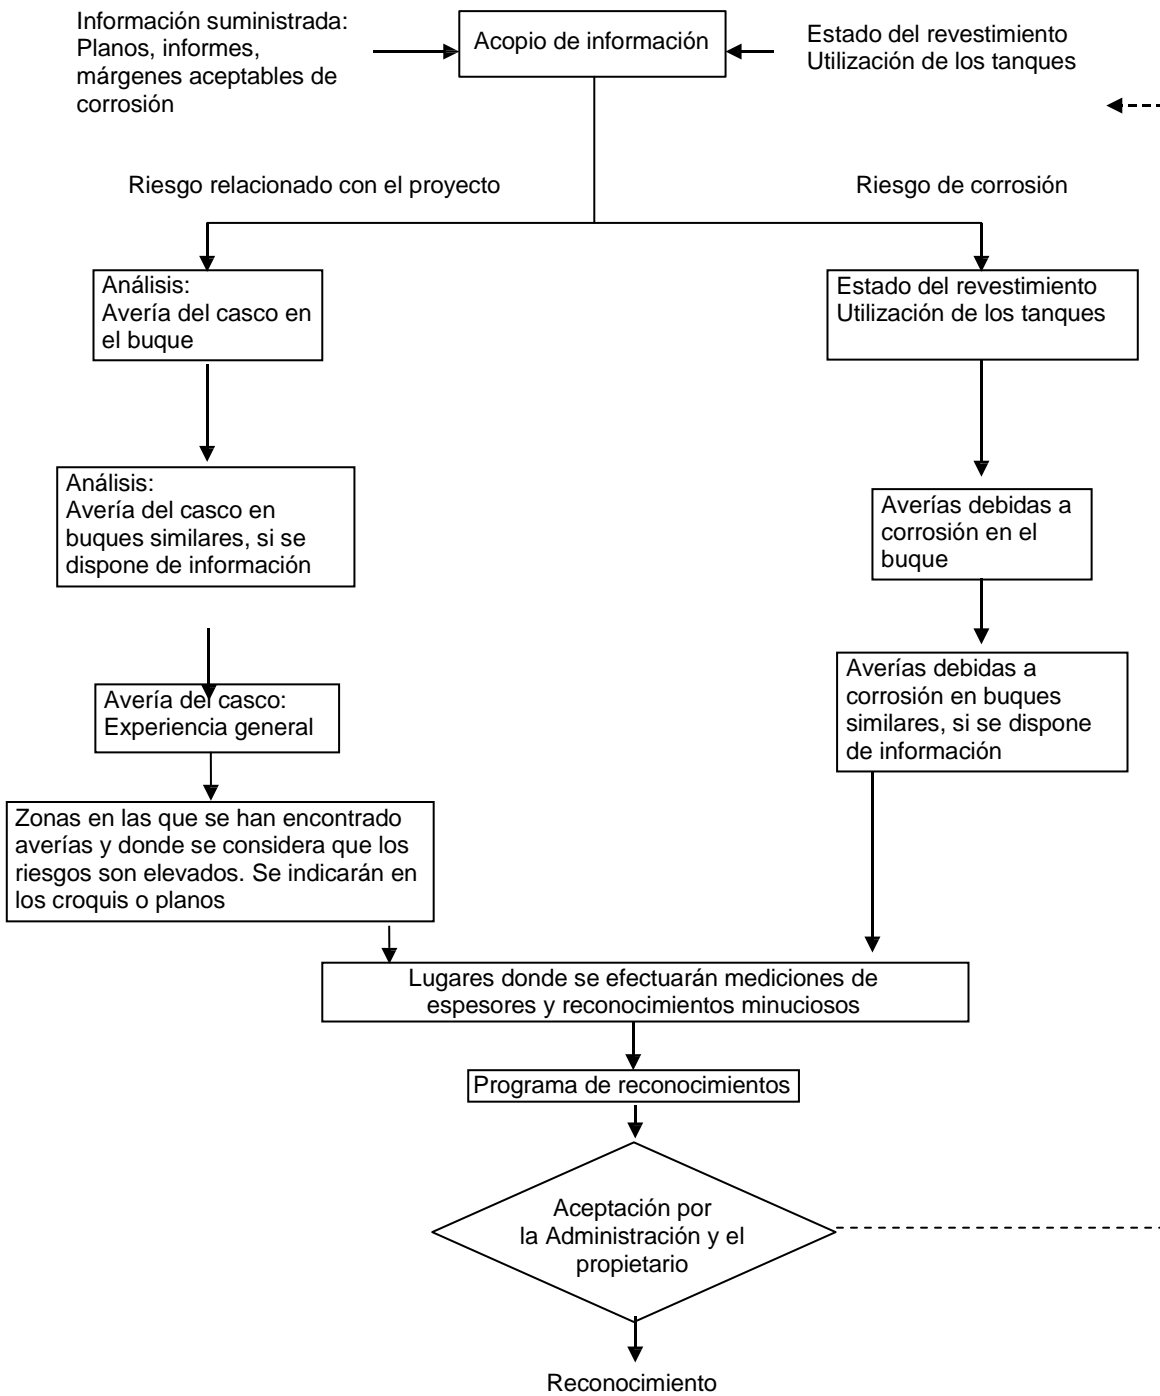 Información suministrada:
Planos, informes,
márgenes aceptables de
corrosión
Acopio de información
Estado del revestimiento
Utilización de los tanques
Riesgo relacionado con el proyecto
Riesgo de corrosión
Análisis:
Avería del casco en
el buque
Estado del revestimiento
Utilización de los tanques
Análisis:
Avería del casco en
buques similares, si se
dispone de información
Averías debidas a
corrosión en el
buque
Avería del casco:
Experiencia general
Averías debidas a
corrosión en buques
similares, si se dispone
de información
Zonas en las que se han encontrado
averías y donde se considera que los
riesgos son elevados. Se indicarán en
los croquis o planos
Lugares donde se efectuarán mediciones de
espesores y reconocimientos minuciosos
Programa de reconocimientos
Aceptación por
la Administración y el
propietario
Reconocimiento